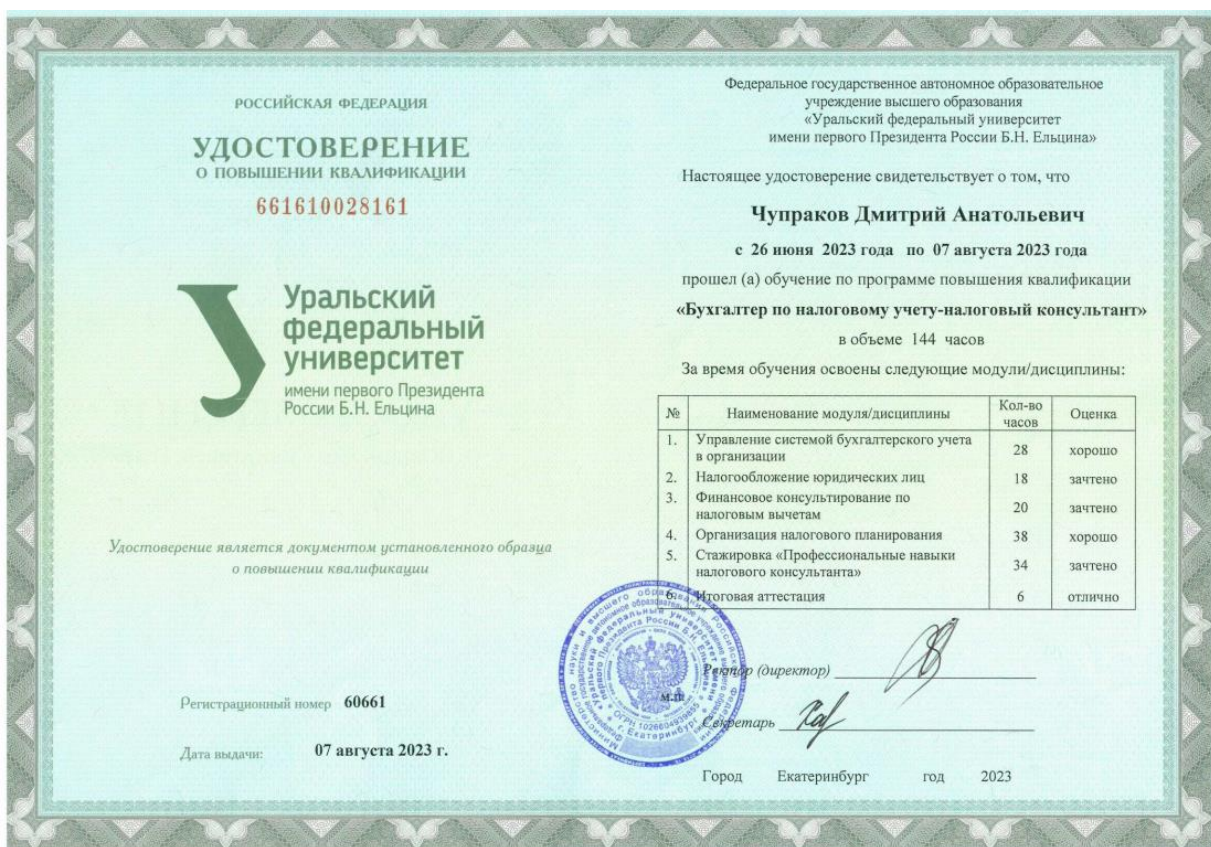 РОССИЙСКАЯ ФЕДЕРАЦИЯ
УДОСТОВЕРЕНИЕ
О ПОВЫШЕНИИ КВАЛИФИКАЦИИ
661610028161
Уральский
федеральный
университет
имени первого Президента
России Б.Н. Ельцина
Удостоверение является документом установленного образца
о повышении квалификации
Регистрационный номер 60661
Дата выдачи: 07 августа 2023 г.
Федеральное государственное автономное образовательное
учреждение высшего образования
«Уральский федеральный университет
имени первого Президента России Б.Н. Ельцина»
Настоящее удостоверение свидетельствует о том, что
Чупраков Дмитрий Анатольевич
с 26 июня 2023 года по 07 августа 2023 года
прошел (а) обучение по программе повышения квалификации
«Бухгалтер по налоговому учету-налоговый консультант»
в объеме 144 часов
За время обучения освоены следующие модули/дисциплины:
№ Наименование модуля/дисциплины Кол-во часов Оценка
1. Управление системой бухгалтерского учета
в организации 28 хорошо
2. Налогообложение юридических лиц 18 зачтено
3. Финансовое консультирование по
налоговым вычетам 20 зачтено
4. Организация налогового планирования 38 хорошо
5. Стажировка «Профессиональные навыки
налогового консультанта» 34 зачтено
6. Итоговая аттестация 6 отлично
Ректор (директор)
М.П.
Секретарь
Город Екатеринбург год 2023